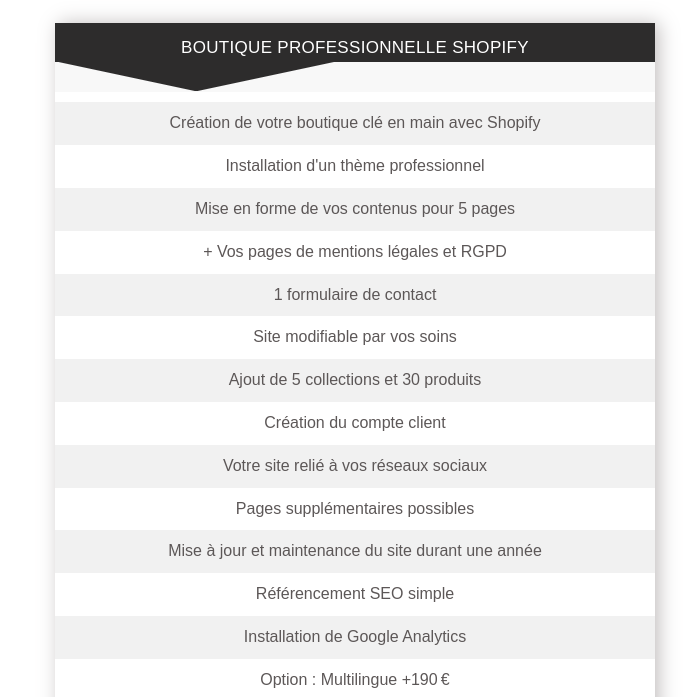 BOUTIQUE PROFESSIONNELLE SHOPIFY
Création de votre boutique clé en main avec Shopify
Installation d'un thème professionnel
Mise en forme de vos contenus pour 5 pages
+ Vos pages de mentions légales et RGPD
1 formulaire de contact
Site modifiable par vos soins
Ajout de 5 collections et 30 produits
Création du compte client
Votre site relié à vos réseaux sociaux
Pages supplémentaires possibles
Mise à jour et maintenance du site durant une année
Référencement SEO simple
Installation de Google Analytics
Option : Multilingue +190 €